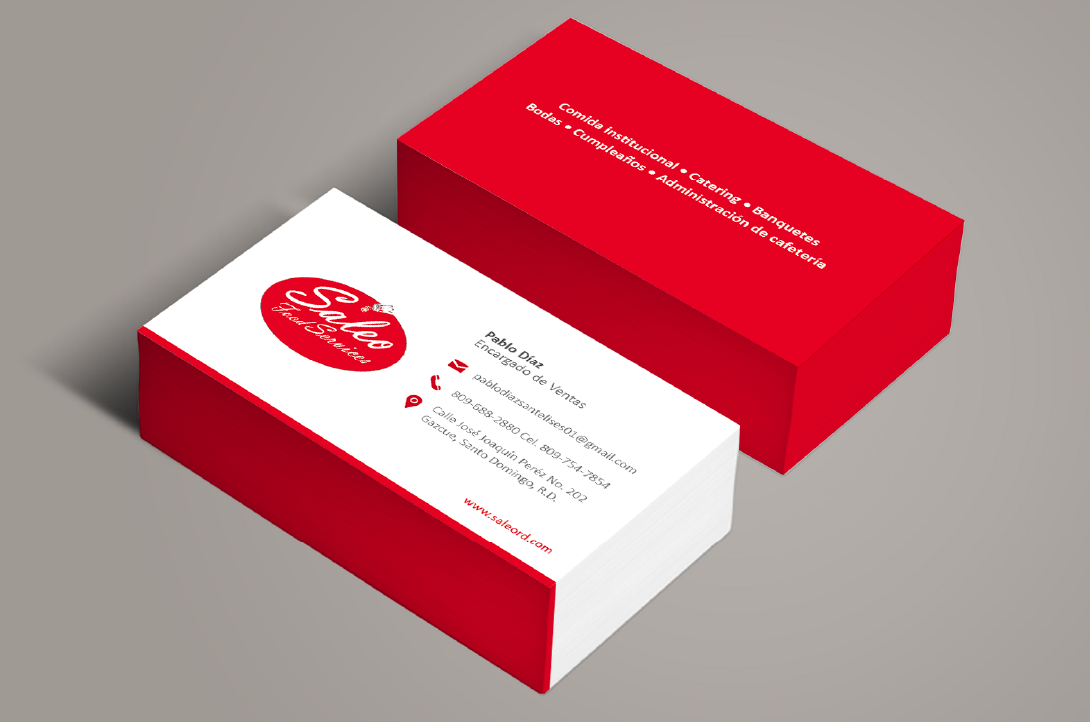 Comida institucional • Catering • Banquetes
Bodas • Cumpleaños • Administración de cafetería
Saleo
Food Services
Pablo Díaz
Encargado de Ventas
pablodiazsantelises01@gmail.com
809-688-2880 Cel. 809-754-7854
Calle José Joaquín Peréz No. 202
Gazcue, Santo Domingo, R.D.
www.saleord.com